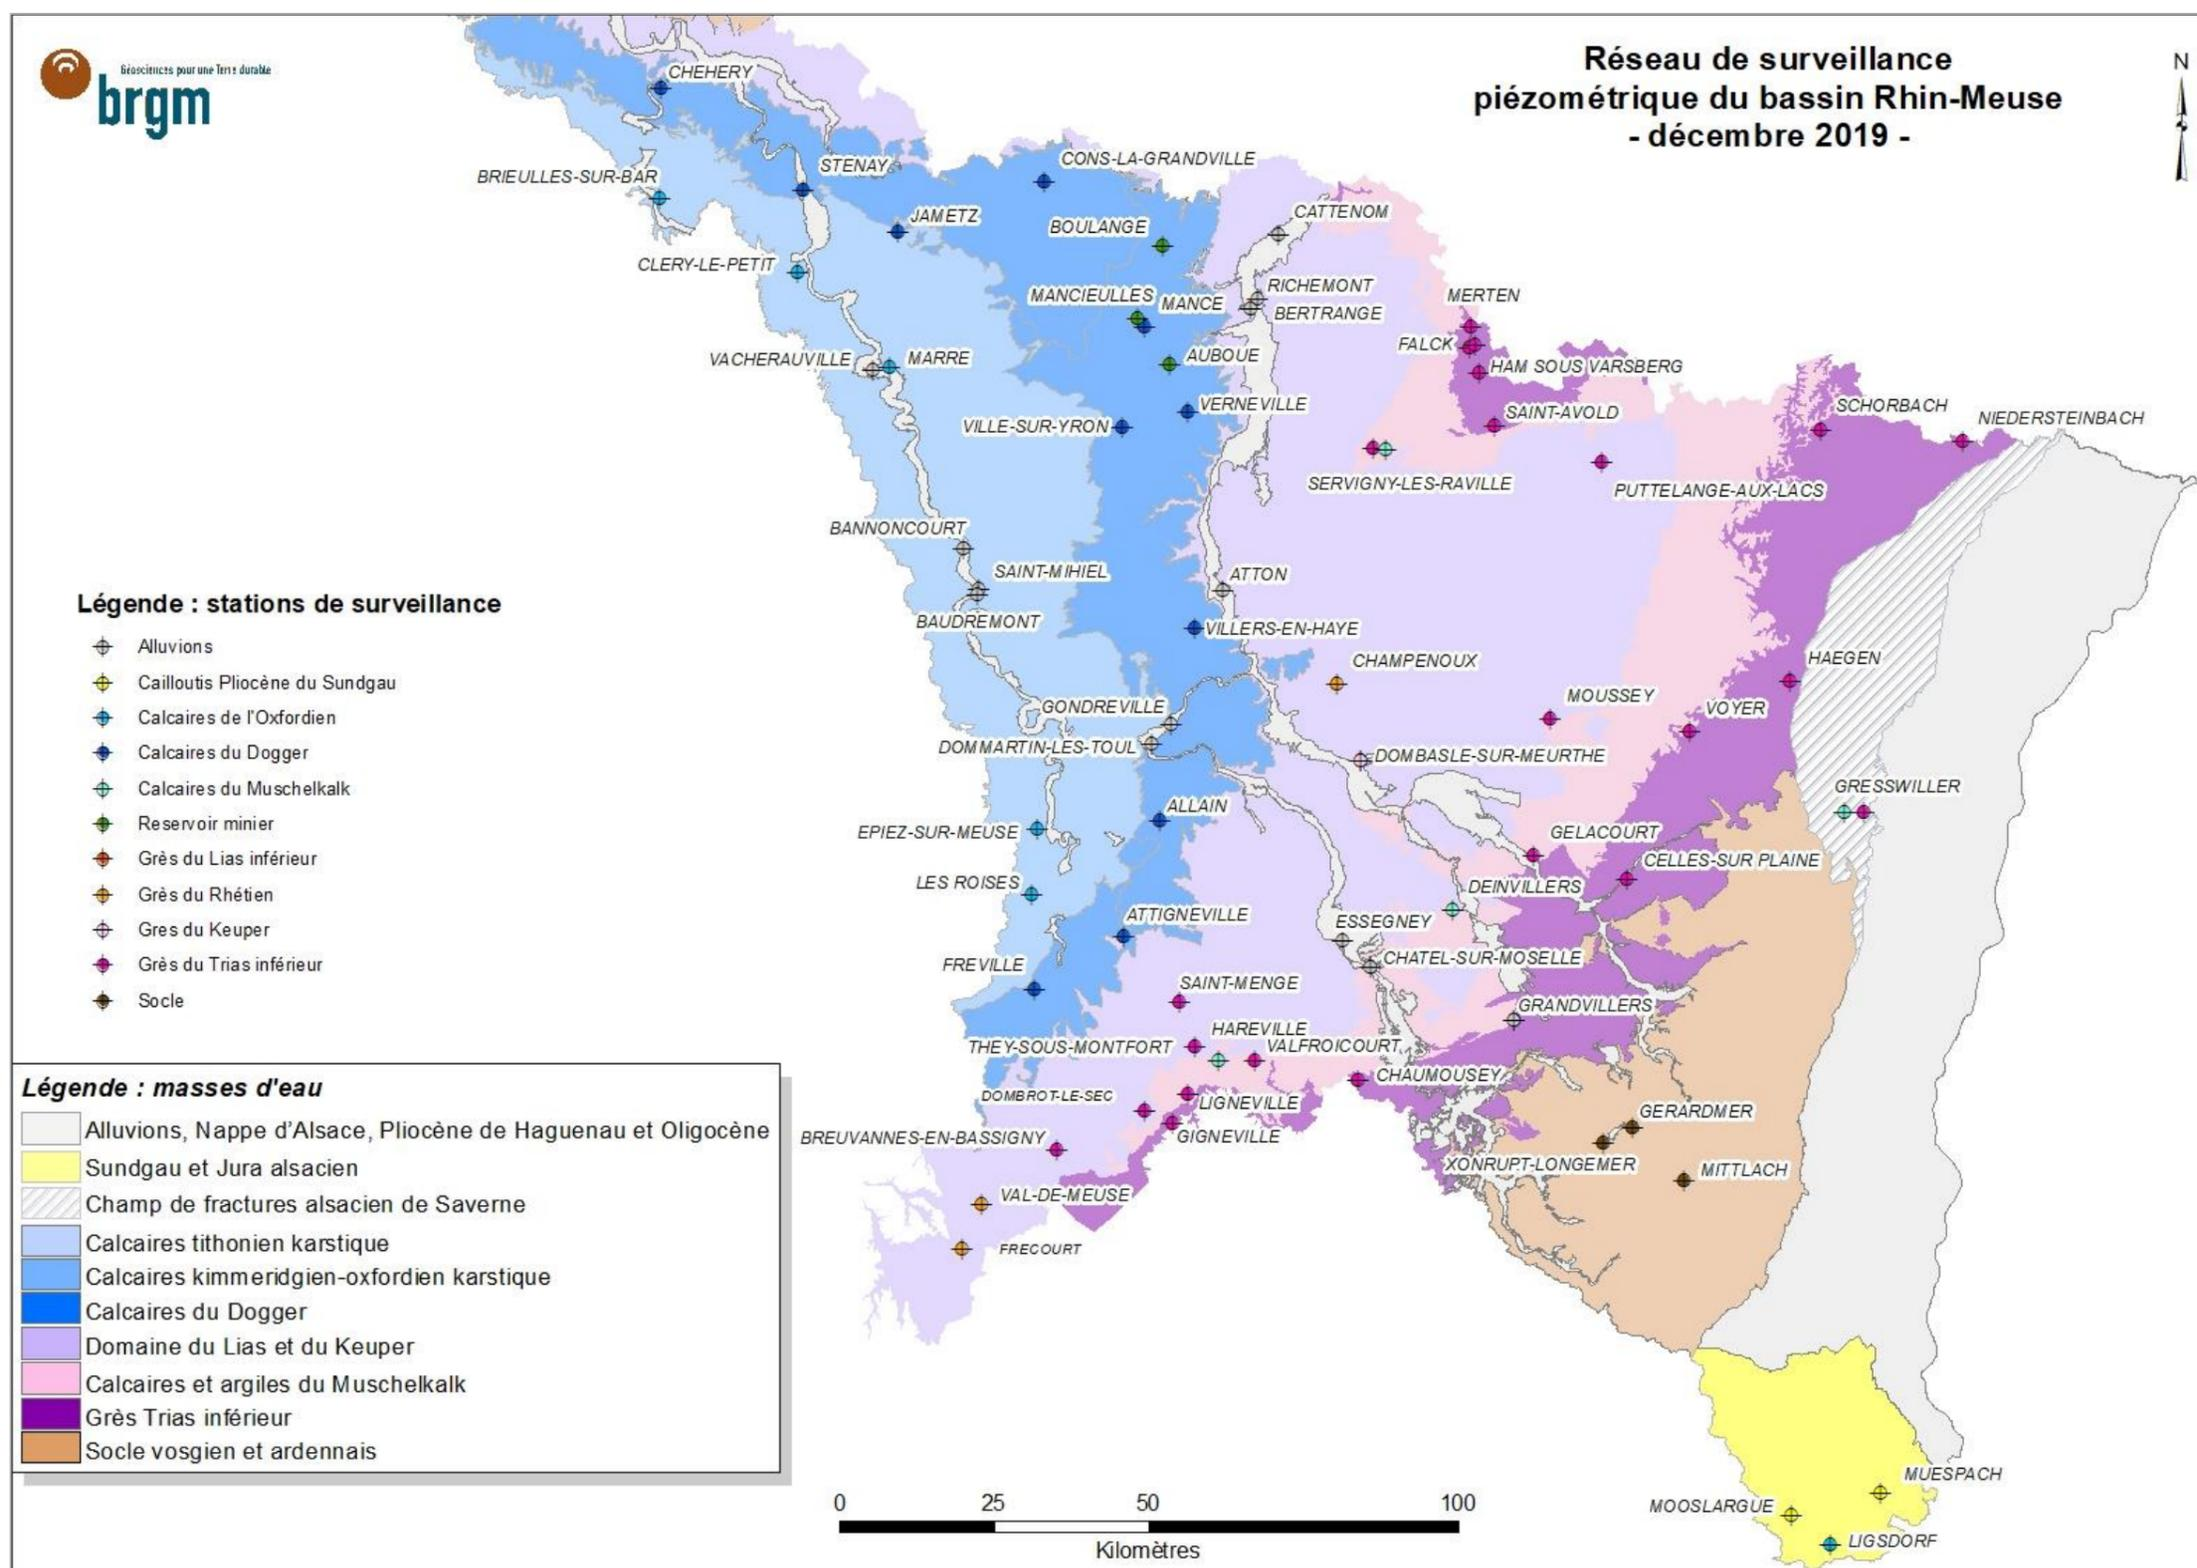 Géosciences pour une Terre durable
brgm
Réseau de surveillance
piézométrique du bassin Rhin-Meuse
- décembre 2019 -
N
CHEHERY
CONS-LA-GRANDVILLE
STENAY
BRIEULLES-SUR-BAR
JAMETZ
CATTENOM
BOULANGE
CLERY-LE-PETIT
RICHEMONT
MANCIEULLES
MANCE
MERTEN
BERTRANGE
FALCK
VACHERAUVILLE
MARRE
AUBOUE
HAM SOUS VARSBERG
VERNEVILLE
SCHORBACH
SAINT-AVOLD
NIEDERSTEINBACH
VILLE-SUR-YRON
SERVIGNY-LES-RAVILLE
PUTTELANGE-AUX-LACS
BANNONCOURT
SAINT-MIHIEL
ATTON
BAUDREMONT
VILLERS-EN-HAYE
CHAMPENOUX
HAEGEN
MOUSSEY
GONDREVILLE
VOYER
DOMMARTIN-LES-TOUL
DOMBASLE-SUR-MEURTHE
GRESSWILLER
ALLAIN
EPIEZ-SUR-MEUSE
GELACOURT
CELLES-SUR PLAINE
LES ROISES
DEINVILLERS
ATTIGNEVILLE
ESSEGNEY
CHATEL-SUR-MOSELLE
FREVILLE
SAINT-MENGE
GRANDVILLERS
HAREVILLE
THEY-SOUS-MONTFORT
VALFROICOURT
CHAUMOUSEY
DOMBROT-LE-SEC
LIGNEVILLE
GERARDMER
BREUVANNES-EN-BASSIGNY
GIGNEVILLE
XONRUPT-LONGEMER
MITTLACH
VAL-DE-MEUSE
FRECOURT
MUESPACH
MOOSLARGUE
LIGSDORF
Légende : stations de surveillance
Alluvions
Cailloutis Pliocène du Sundgau
Calcaires de l'Oxfordien
Calcaires du Dogger
Calcaires du Muschelkalk
Reservoir minier
Grès du Lias inférieur
Grès du Rhétien
Gres du Keuper
Grès du Trias inférieur
Socle
Légende : masses d'eau
Alluvions, Nappe d'Alsace, Pliocène de Haguenau et Oligocène
Sundgau et Jura alsacien
Champ de fractures alsacien de Saverne
Calcaires tithonien karstique
Calcaires kimmeridgien-oxfordien karstique
Calcaires du Dogger
Domaine du Lias et du Keuper
Calcaires et argiles du Muschelkalk
Grès Trias inférieur
Socle vosgien et ardennais
0 25 50 100
Kilomètres